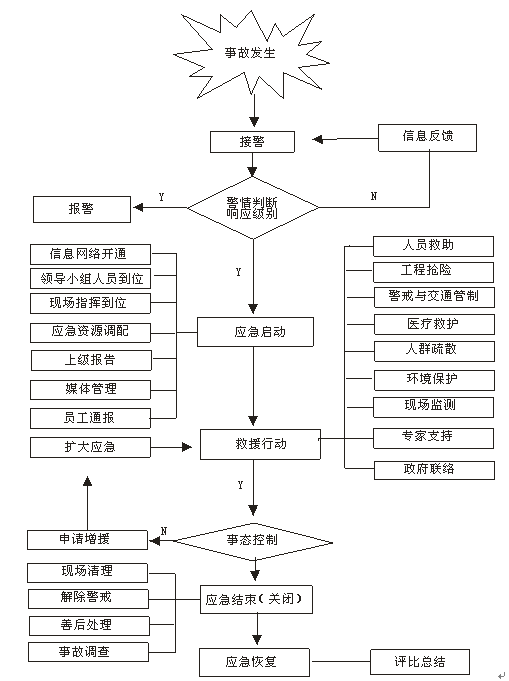 事故发生
接警
信息反馈
警情判断
响应级别
Y
N
报警
Y
信息网络开通
领导小组人员到位
现场指挥到位
应急资源调配
上级报告
媒体管理
员工通报
扩大应急
应急启动
人员救助
工程抢险
警戒与交通管制
医疗救护
人群疏散
环境保护
现场监测
专家支持
政府联络
救援行动
Y
申请增援
N
事态控制
现场清理
解除警戒
善后处理
事故调查
应急结束(关闭)
应急恢复
评比总结